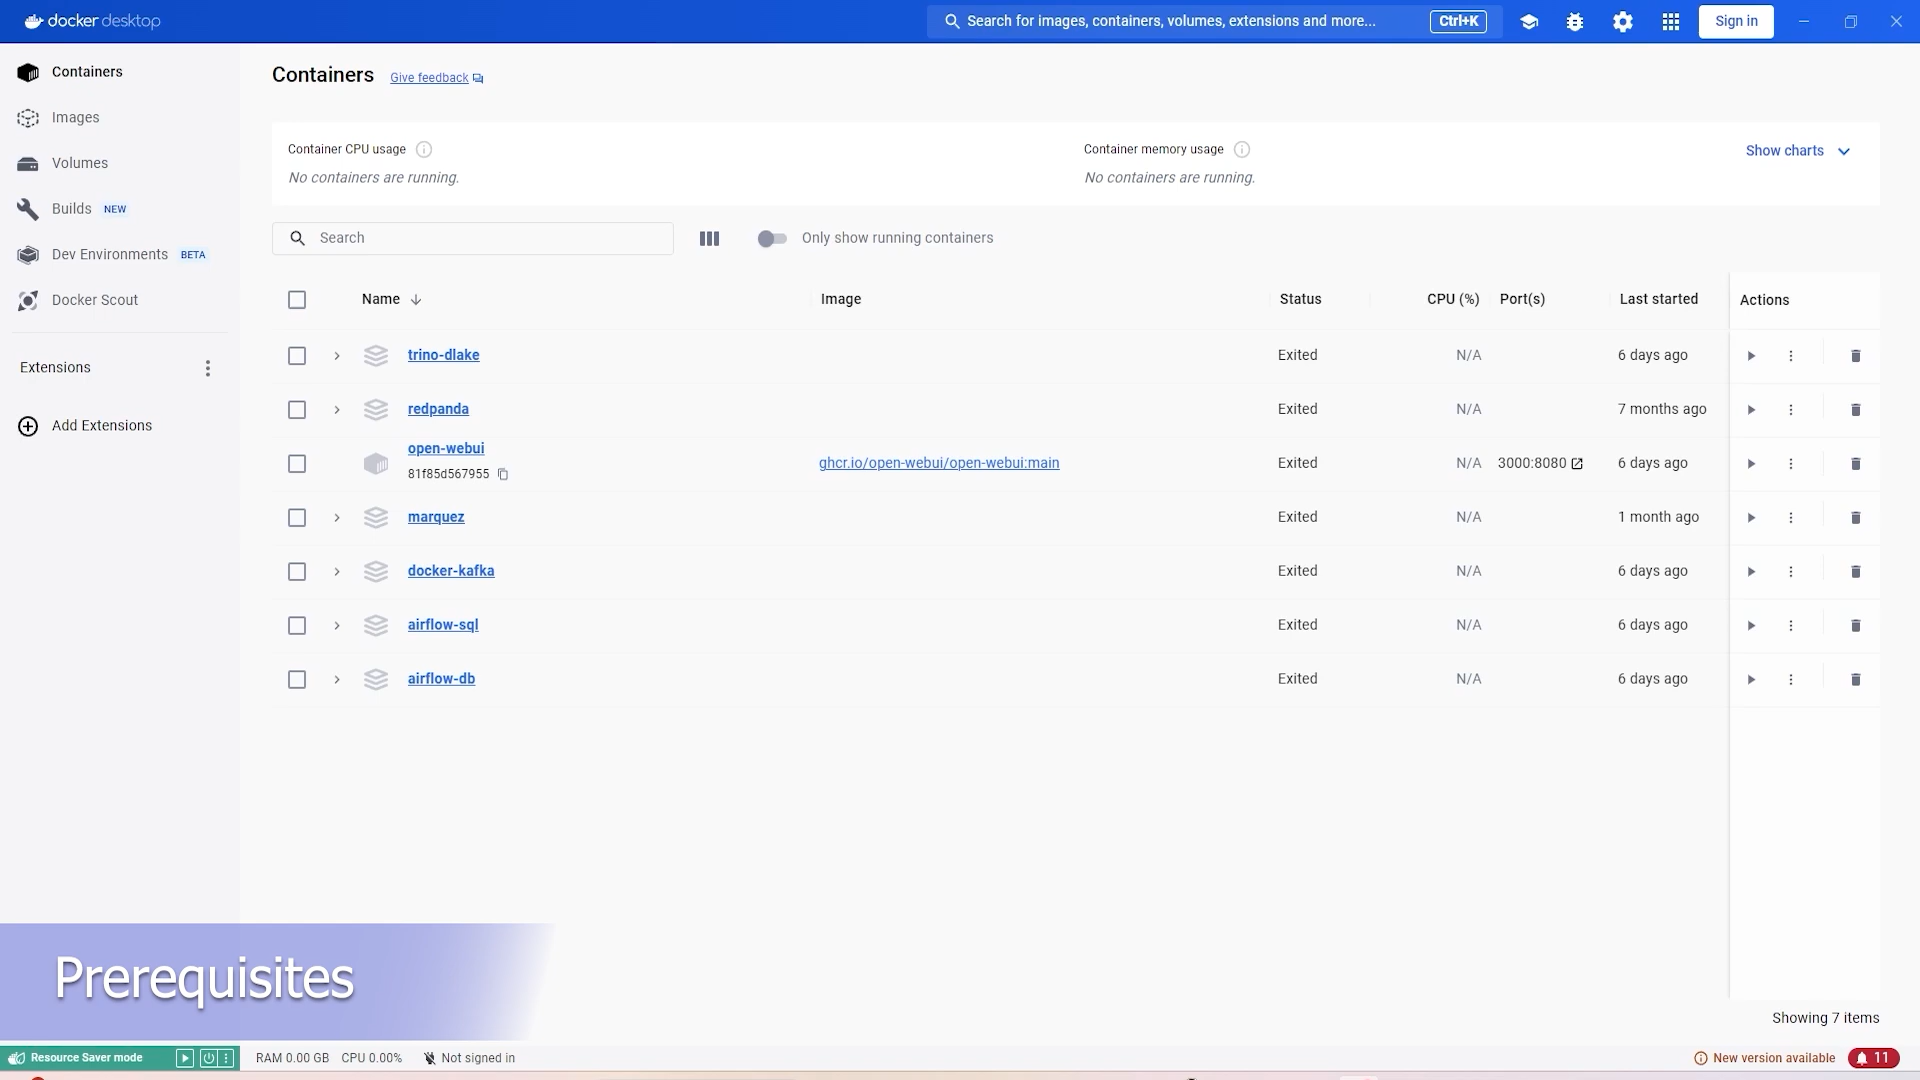 docker desktop
Search for images, containers, volumes, extensions and more... Ctrl+K
Sign in
Containers
Images
Volumes
Builds NEW
Dev Environments BETA
Docker Scout
Extensions
Add Extensions
Containers Give feedback
Container CPU usage
No containers are running.
Container memory usage
No containers are running.
Show charts
Search
Only show running containers
Name Image Status CPU (%) Port(s) Last started Actions
trino-dlake Exited N/A 6 days ago
redpanda Exited N/A 7 months ago
open-webui
81f85d567955
ghcr.io/open-webui/open-webui:main Exited N/A 3000:8080 6 days ago
marquez Exited N/A 1 month ago
docker-kafka Exited N/A 6 days ago
airflow-sql Exited N/A 6 days ago
airflow-db Exited N/A 6 days ago
Prerequisites
Showing 7 items
Resource Saver mode RAM 0.00 GB CPU 0.00% Not signed in New version available 11